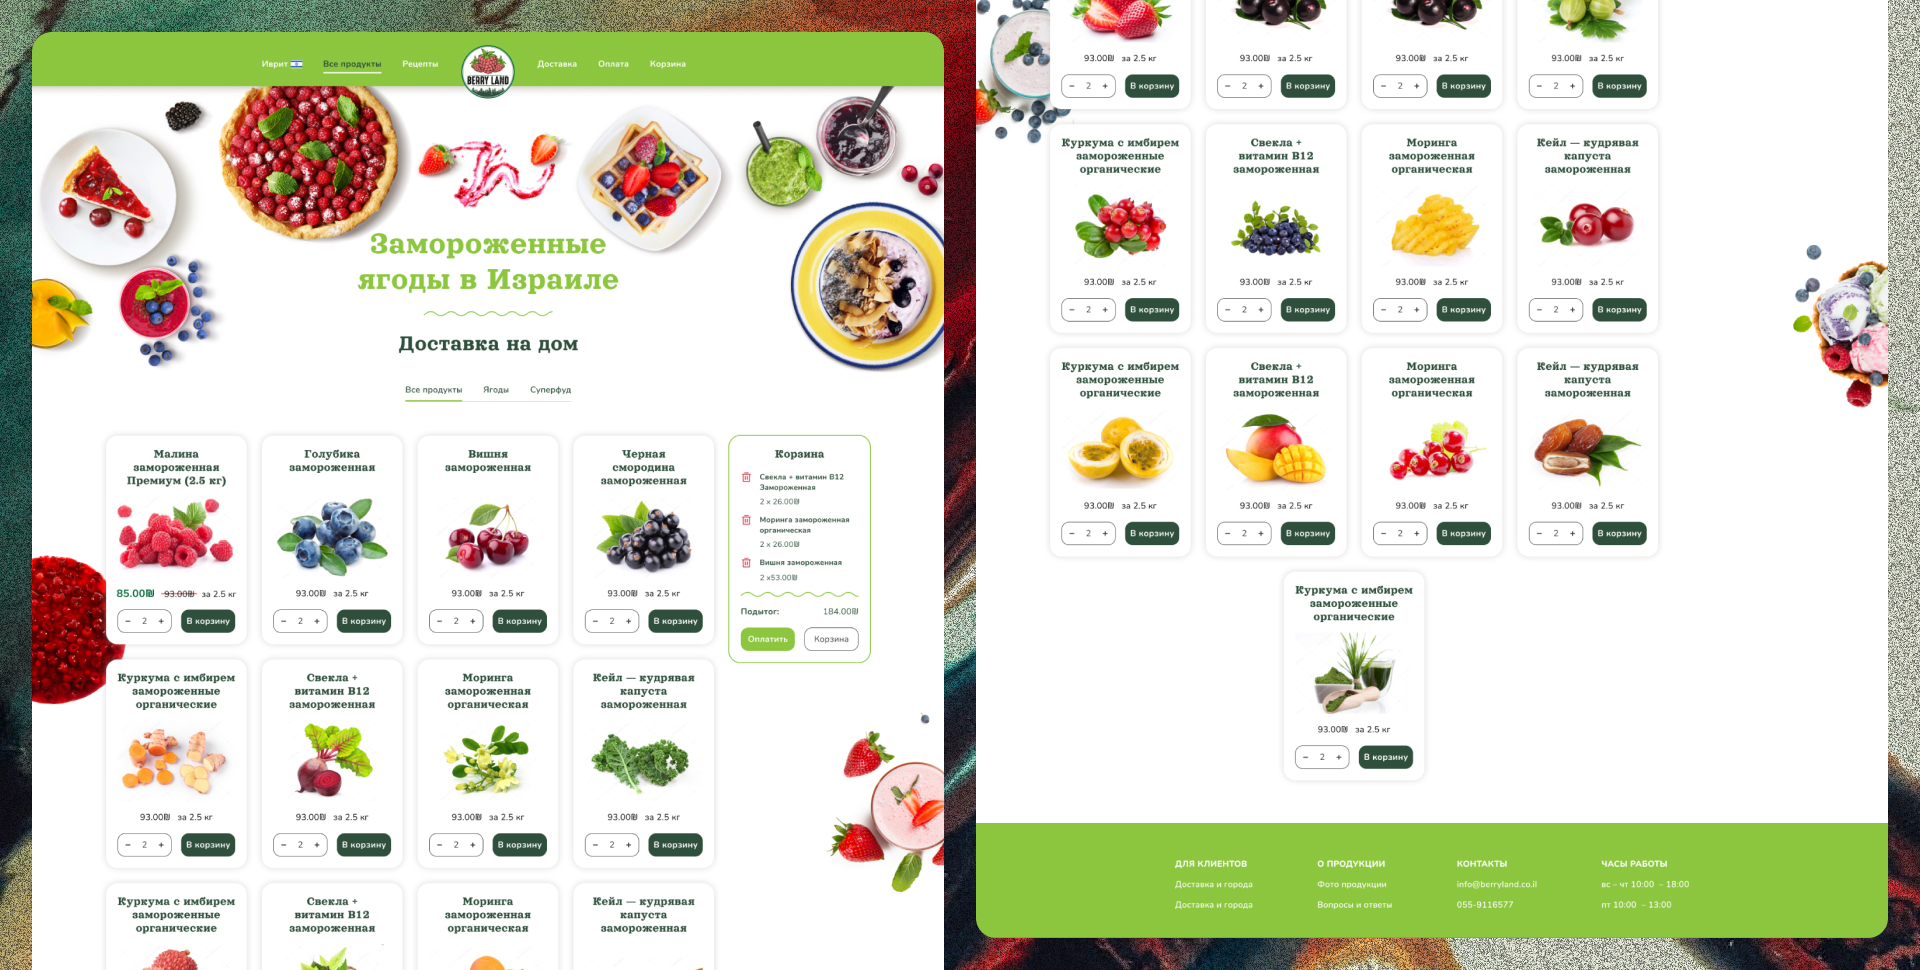 Иврит
Все продукты
Рецепты
BERRY LAND
Доставка
Оплата
Корзина
Замороженные
ягоды в Израиле
Доставка на дом
Все продукты
Ягоды
Суперфуд
Малина
замороженная
Премиум (2.5 кг)
85.00₪ 93.00₪ за 2.5 кг
− 2 + В корзину
Голубика
замороженная
93.00₪ за 2.5 кг
− 2 + В корзину
Вишня
замороженная
93.00₪ за 2.5 кг
− 2 + В корзину
Черная
смородина
замороженная
93.00₪ за 2.5 кг
− 2 + В корзину
Корзина
Свекла + витамин В12
Замороженная
2 x 26.00₪
Моринга замороженная
органическая
2 x 26.00₪
Вишня замороженная
2 x53.00₪
Подытог: 184.00₪
Оплатить
Корзина
Куркума с имбирем
замороженные
органические
93.00₪ за 2.5 кг
− 2 + В корзину
Свекла +
витамин В12
замороженная
93.00₪ за 2.5 кг
− 2 + В корзину
Моринга
замороженная
органическая
93.00₪ за 2.5 кг
− 2 + В корзину
Кейл — кудрявая
капуста
замороженная
93.00₪ за 2.5 кг
− 2 + В корзину
Куркума с имбирем
замороженные
органические
Свекла +
витамин В12
замороженная
Моринга
замороженная
органическая
Кейл — кудрявая
капуста
замороженная
93.00₪ за 2.5 кг
− 2 + В корзину
93.00₪ за 2.5 кг
− 2 + В корзину
93.00₪ за 2.5 кг
− 2 + В корзину
93.00₪ за 2.5 кг
− 2 + В корзину
Куркума с имбирем
замороженные
органические
93.00₪ за 2.5 кг
− 2 + В корзину
Свекла +
витамин В12
замороженная
93.00₪ за 2.5 кг
− 2 + В корзину
Моринга
замороженная
органическая
93.00₪ за 2.5 кг
− 2 + В корзину
Кейл — кудрявая
капуста
замороженная
93.00₪ за 2.5 кг
− 2 + В корзину
Куркума с имбирем
замороженные
органические
93.00₪ за 2.5 кг
− 2 + В корзину
Свекла +
витамин В12
замороженная
93.00₪ за 2.5 кг
− 2 + В корзину
Моринга
замороженная
органическая
93.00₪ за 2.5 кг
− 2 + В корзину
Кейл — кудрявая
капуста
замороженная
93.00₪ за 2.5 кг
− 2 + В корзину
Куркума с имбирем
замороженные
органические
93.00₪ за 2.5 кг
− 2 + В корзину
ДЛЯ КЛИЕНТОВ
Доставка и города
Доставка и города
О ПРОДУКЦИИ
Фото продукции
Вопросы и ответы
КОНТАКТЫ
info@berryland.co.il
055-9116577
ЧАСЫ РАБОТЫ
вс – чт 10:00 – 18:00
пт 10:00 – 13:00